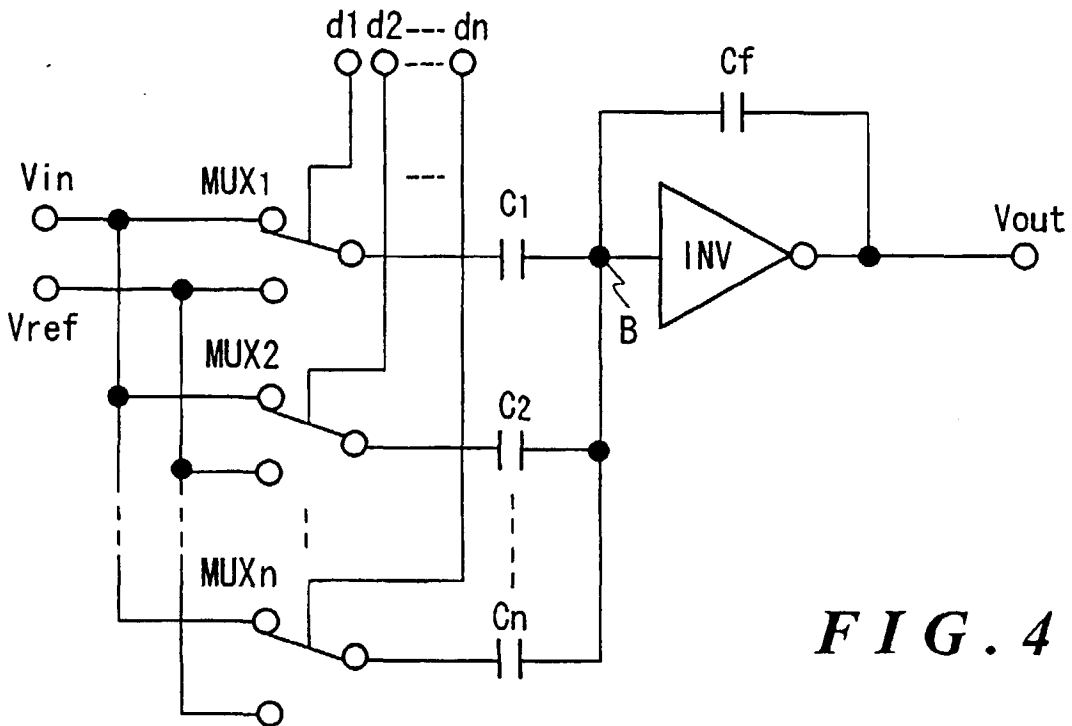 d1 d2---- dn
Cf
Vin
MUX1
C1
INV
Vout
Vref
B
MUX2
C2
MUXn
Cn
FIG. 4